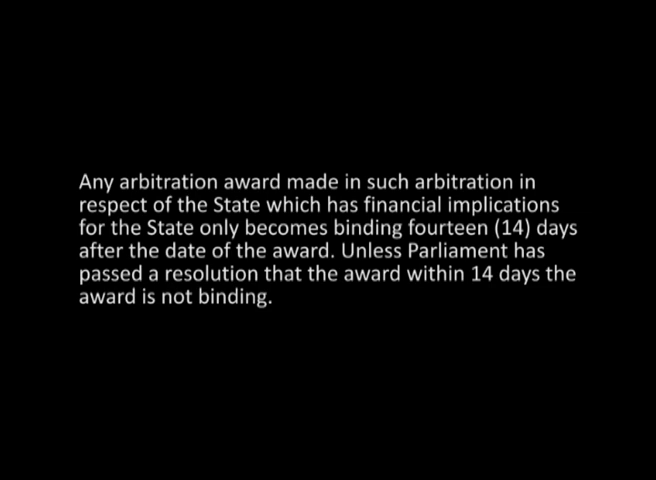 Any arbitration award made in such arbitration in
respect of the State which has financial implications
for the State only becomes binding fourteen (14) days
after the date of the award. Unless Parliament has
passed a resolution that the award within 14 days the
award is not binding.